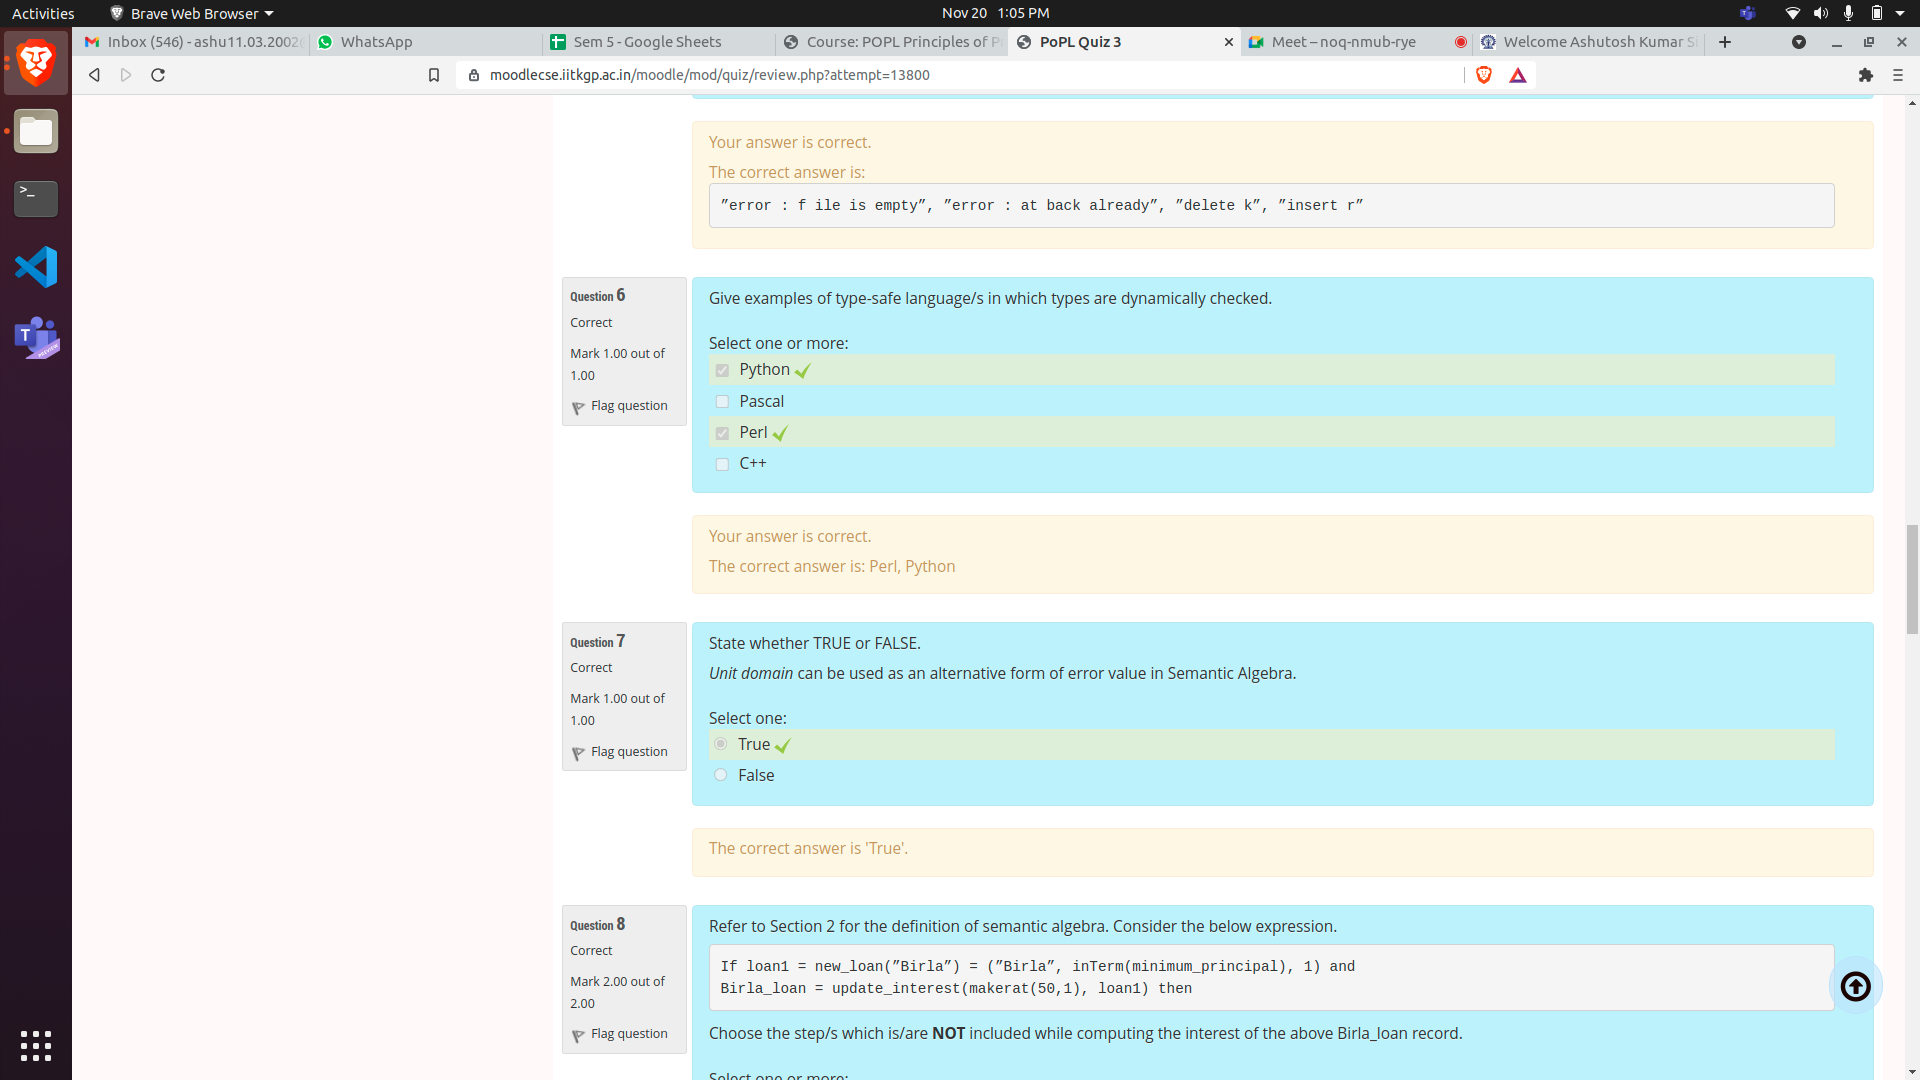 Activities
Brave Web Browser
Nov 20 1:05 PM
Inbox (546) - ashu11.03.2002
WhatsApp
Sem 5 - Google Sheets
Course: POPL Principles of P
PoPL Quiz 3
Meet – noq-nmub-rye
Welcome Ashutosh Kumar Si
moodlecse.iitkgp.ac.in/moodle/mod/quiz/review.php?attempt=13800
Your answer is correct.
The correct answer is:
”error : f ile is empty”, ”error : at back already”, ”delete k”, ”insert r”
Question 6
Correct
Mark 1.00 out of
1.00
Flag question
Give examples of type-safe language/s in which types are dynamically checked.
Select one or more:
Python
Pascal
Perl
C++
Your answer is correct.
The correct answer is: Perl, Python
Question 7
Correct
Mark 1.00 out of
1.00
Flag question
State whether TRUE or FALSE.
Unit domain can be used as an alternative form of error value in Semantic Algebra.
Select one:
True
False
The correct answer is 'True'.
Question 8
Correct
Mark 2.00 out of
2.00
Flag question
Refer to Section 2 for the definition of semantic algebra. Consider the below expression.
If loan1 = new_loan(”Birla”) = (”Birla”, inTerm(minimum_principal), 1) and
Birla_loan = update_interest(makerat(50,1), loan1) then
Choose the step/s which is/are NOT included while computing the interest of the above Birla_loan record.
Select one or more: